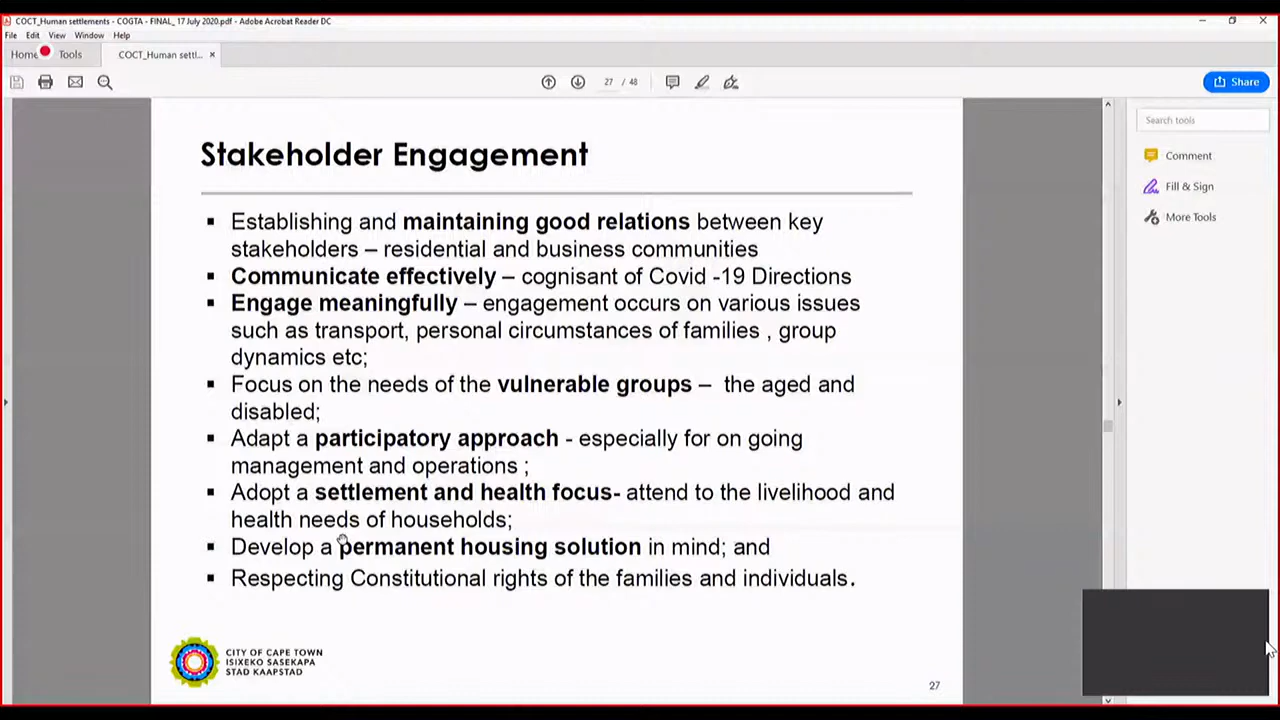 COCT_Human settlements - COGTA - FINAL_ 17 July 2020.pdf - Adobe Acrobat Reader DC
File Edit View Window Help
Home Tools COCT_Human settl... ×
27 / 48
Share
Search tools
Comment
Fill & Sign
More Tools
Stakeholder Engagement
▪ Establishing and maintaining good relations between key
stakeholders – residential and business communities
▪ Communicate effectively – cognisant of Covid -19 Directions
▪ Engage meaningfully – engagement occurs on various issues
such as transport, personal circumstances of families , group
dynamics etc;
▪ Focus on the needs of the vulnerable groups – the aged and
disabled;
▪ Adapt a participatory approach - especially for on going
management and operations ;
▪ Adopt a settlement and health focus- attend to the livelihood and
health needs of households;
▪ Develop a permanent housing solution in mind; and
▪ Respecting Constitutional rights of the families and individuals.
CITY OF CAPE TOWN
ISIXEKO SASEKAPA
STAD KAAPSTAD
27